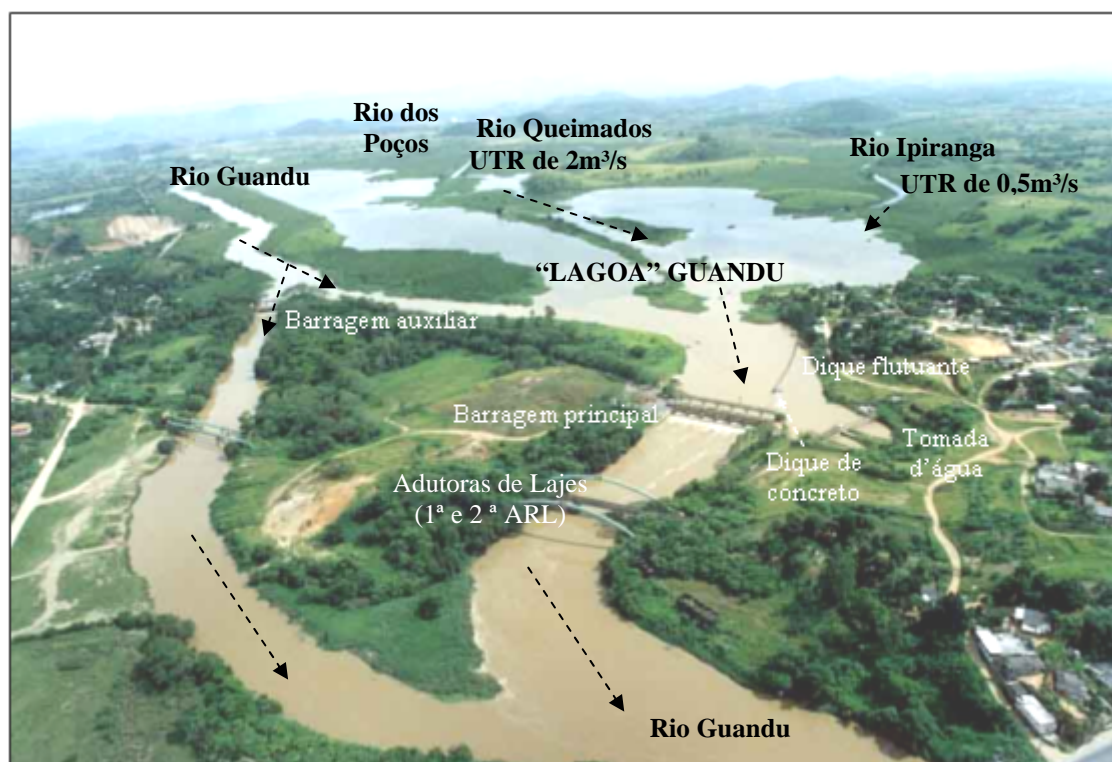 Rio dos
Poços
Rio Queimados
UTR de 2m³/s
Rio Ipiranga
UTR de 0,5m³/s
Rio Guandu
“LAGOA” GUANDU
Barragem auxiliar
Dique flutuante
Barragem principal
Tomada
d'água
Dique de
concreto
Adutoras de Lajes
(1ª e 2 ª ARL)
Rio Guandu